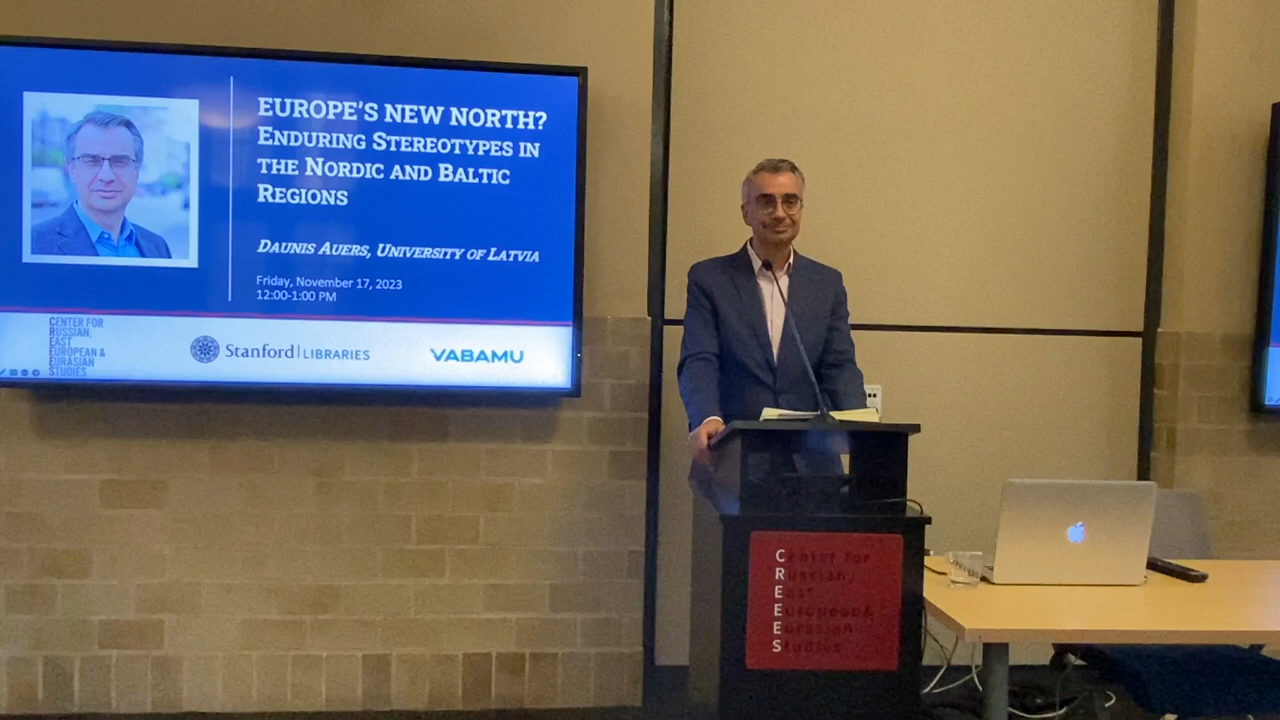 EUROPE'S NEW NORTH?
ENDURING STEREOTYPES IN
THE NORDIC AND BALTIC
REGIONS
DAUNIS AUERS, UNIVERSITY OF LATVIA
Friday, November 17, 2023
12:00-1:00 PM
CENTER FOR
RUSSIAN,
EAST
EUROPEAN &
EURASIAN
STUDIES
Stanford | LIBRARIES
VABAMU
Center for
Russian,
East
European &
Eurasian
Studies